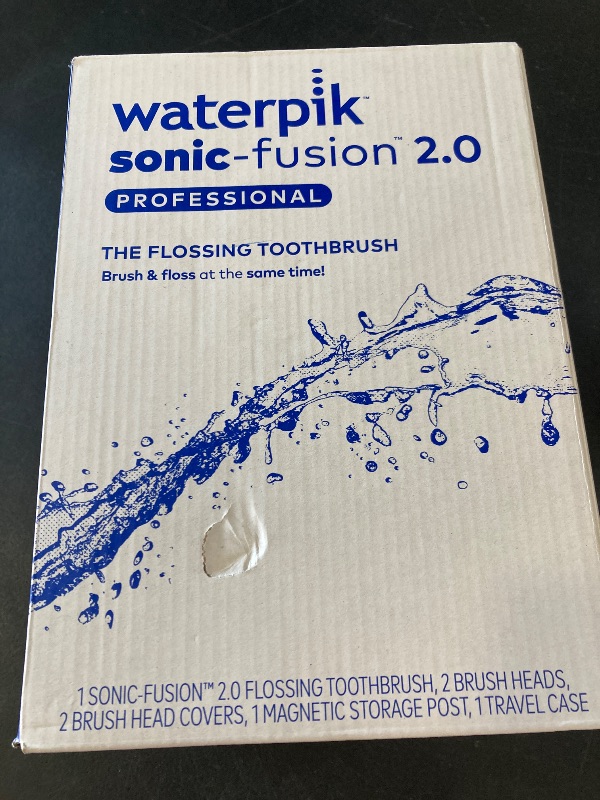 waterpik™
sonic-fusion™ 2.0
PROFESSIONAL
THE FLOSSING TOOTHBRUSH
Brush & floss at the same time!
1 SONIC-FUSION™ 2.0 FLOSSING TOOTHBRUSH, 2 BRUSH HEADS,
2 BRUSH HEAD COVERS, 1 MAGNETIC STORAGE POST, 1 TRAVEL CASE